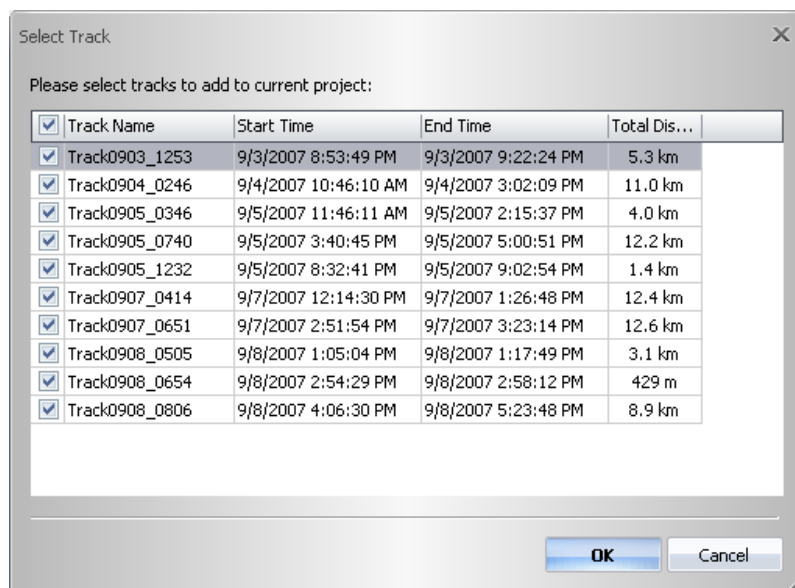 Select Track
Please select tracks to add to current project:
Track Name Start Time End Time Total Dis...
Track0903_1253 9/3/2007 8:53:49 PM 9/3/2007 9:22:24 PM 5.3 km
Track0904_0246 9/4/2007 10:46:10 AM 9/4/2007 3:02:09 PM 11.0 km
Track0905_0346 9/5/2007 11:46:11 AM 9/5/2007 2:15:37 PM 4.0 km
Track0905_0740 9/5/2007 3:40:45 PM 9/5/2007 5:00:51 PM 12.2 km
Track0905_1232 9/5/2007 8:32:41 PM 9/5/2007 9:02:54 PM 1.4 km
Track0907_0414 9/7/2007 12:14:30 PM 9/7/2007 1:26:48 PM 12.4 km
Track0907_0651 9/7/2007 2:51:54 PM 9/7/2007 3:23:14 PM 12.6 km
Track0908_0505 9/8/2007 1:05:04 PM 9/8/2007 1:17:49 PM 3.1 km
Track0908_0654 9/8/2007 2:54:29 PM 9/8/2007 2:58:12 PM 429 m
Track0908_0806 9/8/2007 4:06:30 PM 9/8/2007 5:23:48 PM 8.9 km
OK Cancel